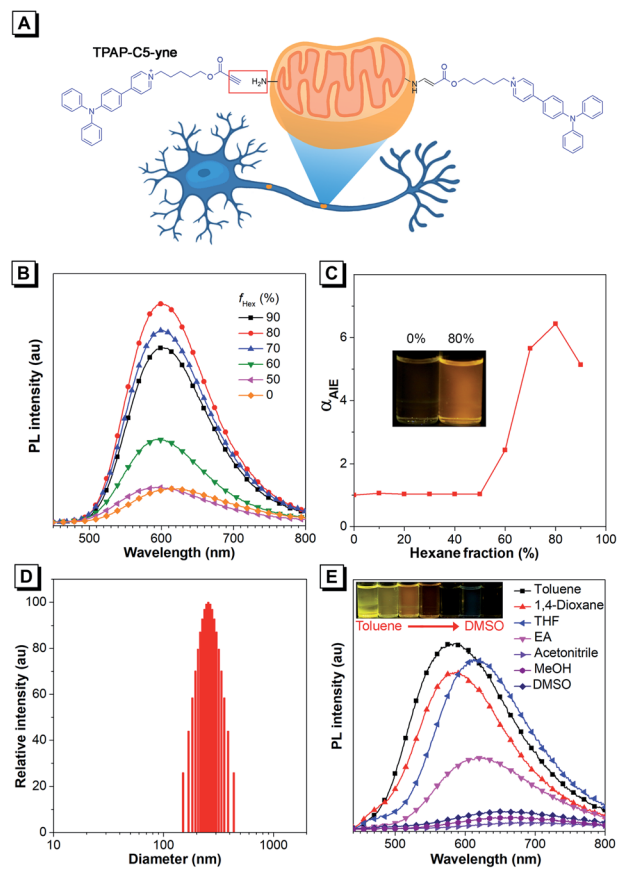 A
TPAP-C5-yne
N
N+
O
O
H2N
N
H
O
O
N+
N
B
PL intensity (au)
fHex (%)
90
80
70
60
50
0
500 600 700 800
Wavelength (nm)
C
αAIE
6
4
2
0
0% 80%
0 20 40 60 80 100
Hexane fraction (%)
D
Relative intensity (au)
100
80
60
40
20
0
10 100 1000
Diameter (nm)
E
PL intensity (au)
Toluene DMSO
Toluene
1,4-Dioxane
THF
EA
Acetonitrile
MeOH
DMSO
500 600 700 800
Wavelength (nm)